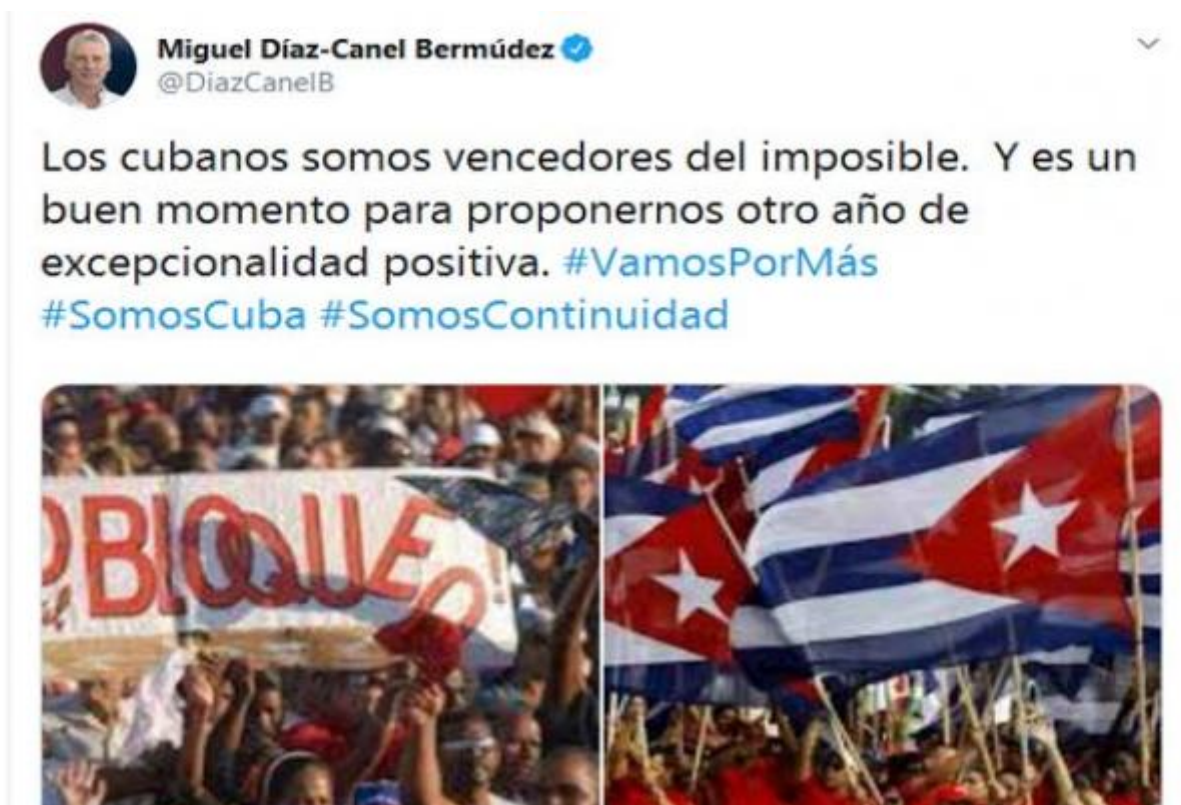 Miguel Díaz-Canel Bermúdez
@DiazCanelB
Los cubanos somos vencedores del imposible.  Y es un
buen momento para proponernos otro año de
excepcionalidad positiva. #VamosPorMás
#SomosCuba #SomosContinuidad
BLOQUEO